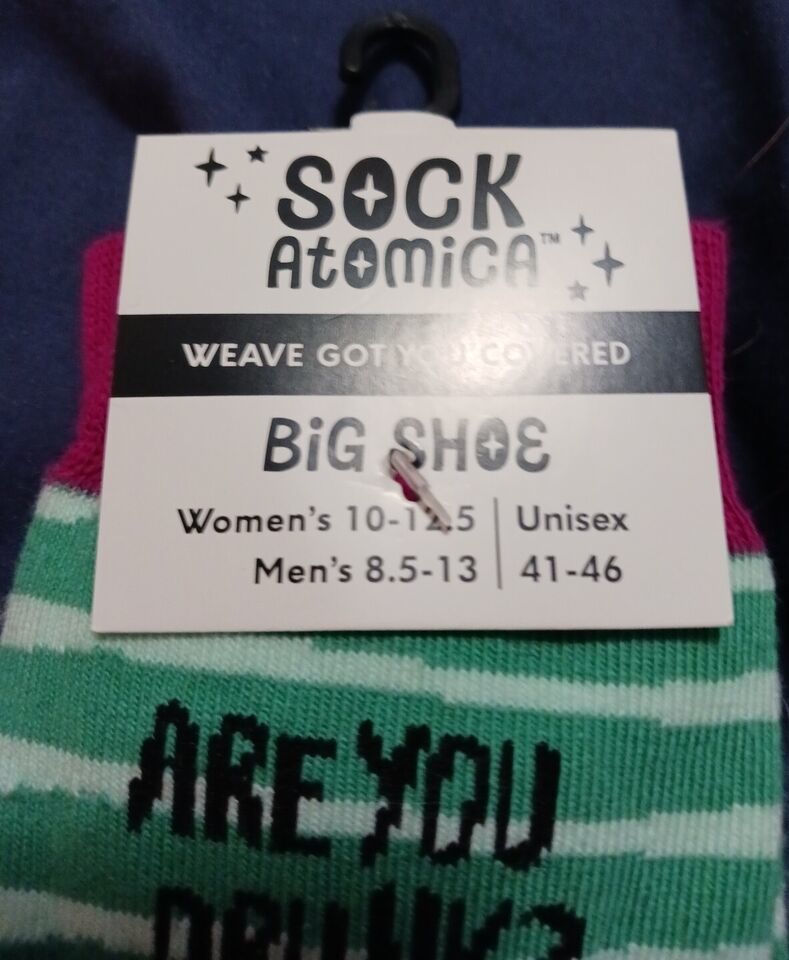 SOCK
ATOMICA™
WEAVE GOT YOU COVERED
BIG SHOE
Women's 10-12.5 | Unisex
Men's 8.5-13 | 41-46
ARE YOU
DRUNK?